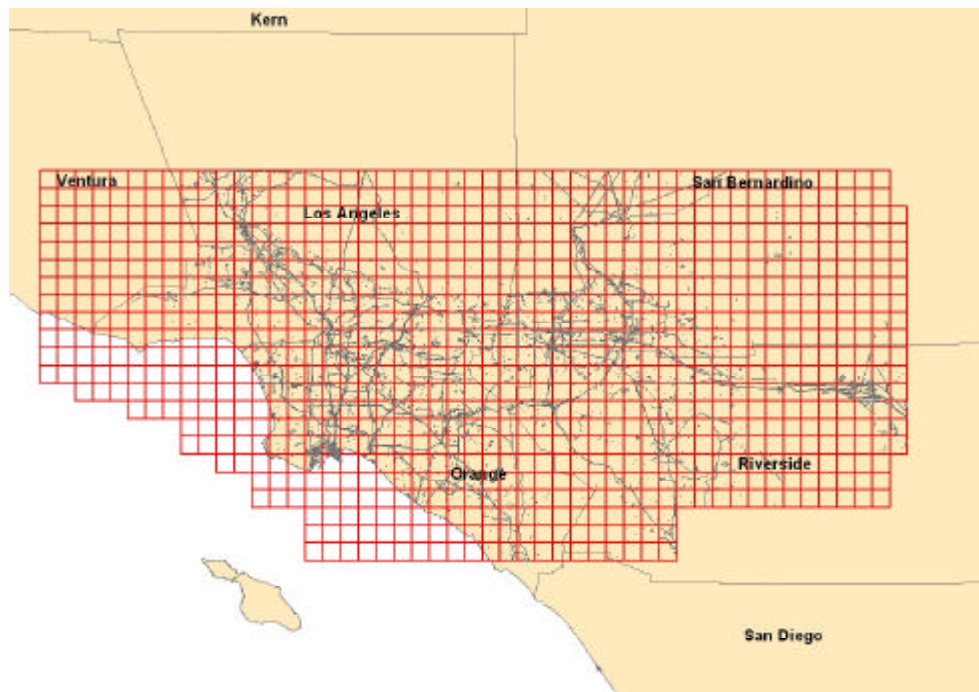 Kern
Ventura
San Bernardino
Los Angeles
Orange
Riverside
San Diego